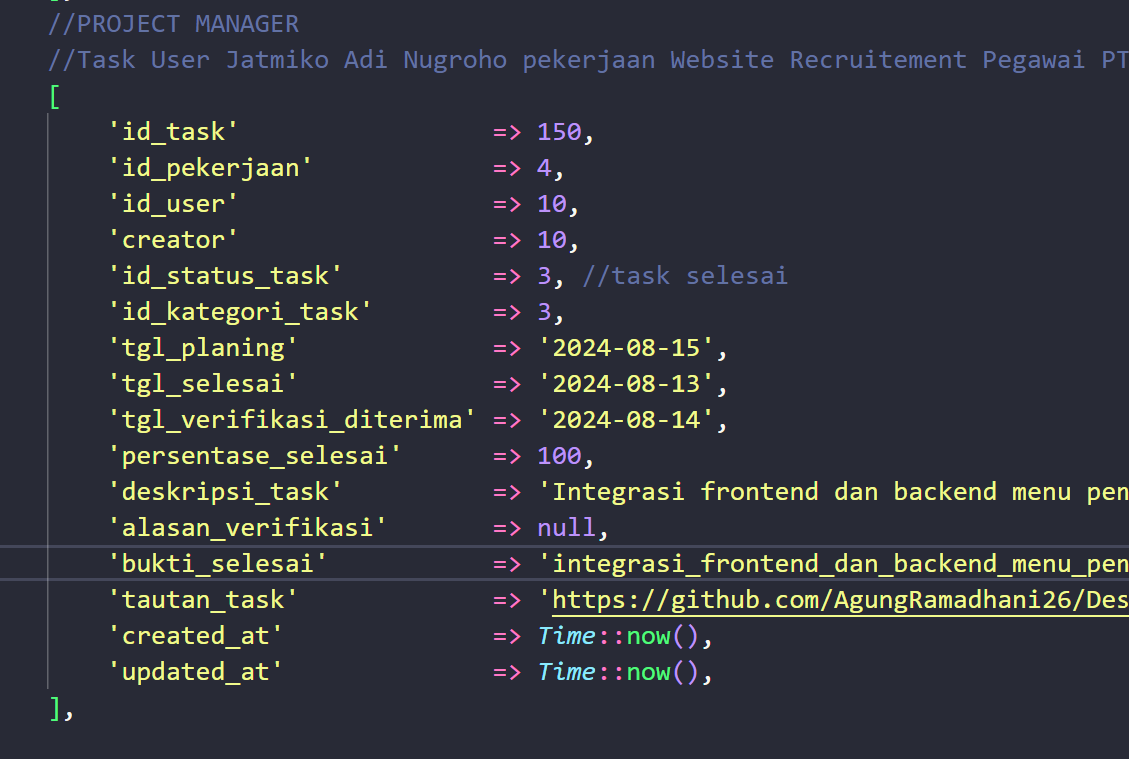 //PROJECT MANAGER
//Task User Jatmiko Adi Nugroho pekerjaan Website Recruitement Pegawai PT
[
'id_task' => 150,
'id_pekerjaan' => 4,
'id_user' => 10,
'creator' => 10,
'id_status_task' => 3, //task selesai
'id_kategori_task' => 3,
'tgl_planing' => '2024-08-15',
'tgl_selesai' => '2024-08-13',
'tgl_verifikasi_diterima' => '2024-08-14',
'persentase_selesai' => 100,
'deskripsi_task' => 'Integrasi frontend dan backend menu pen
'alasan_verifikasi' => null,
'bukti_selesai' => 'integrasi_frontend_dan_backend_menu_pen
'tautan_task' => 'https://github.com/AgungRamadhani26/Des
'created_at' => Time::now(),
'updated_at' => Time::now(),
],